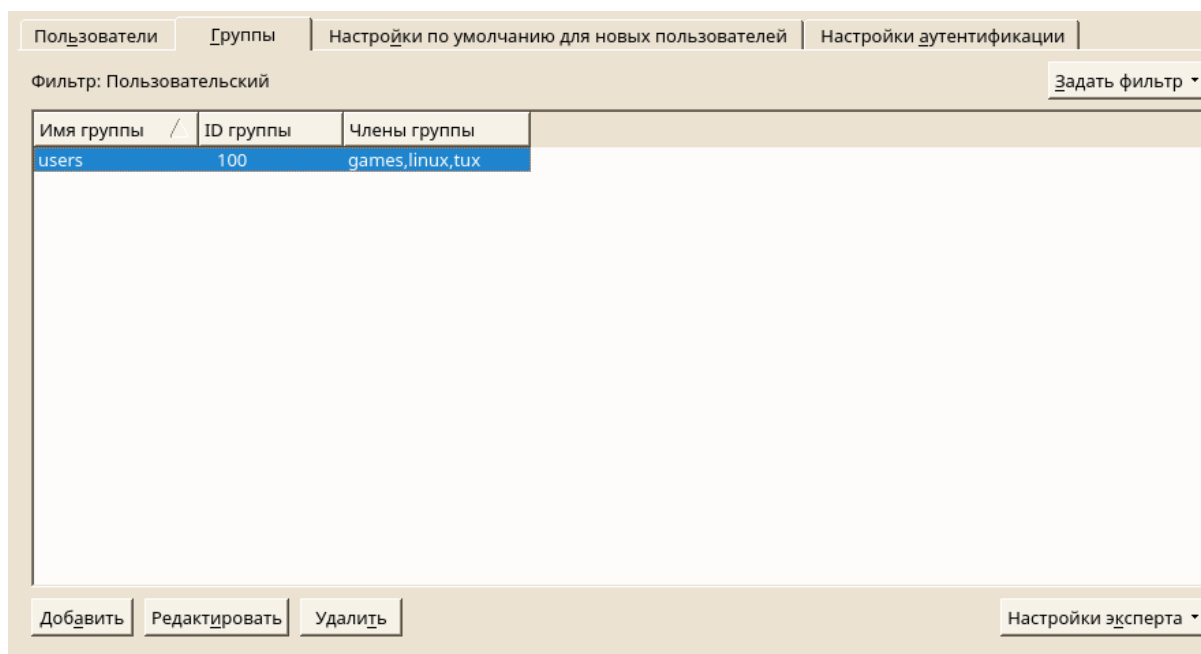 Пользователи Группы Настройки по умолчанию для новых пользователей Настройки аутентификации
Фильтр: Пользовательский Задать фильтр
Имя группы ID группы Члены группы
users 100 games,linux,tux
Добавить Редактировать Удалить Настройки эксперта